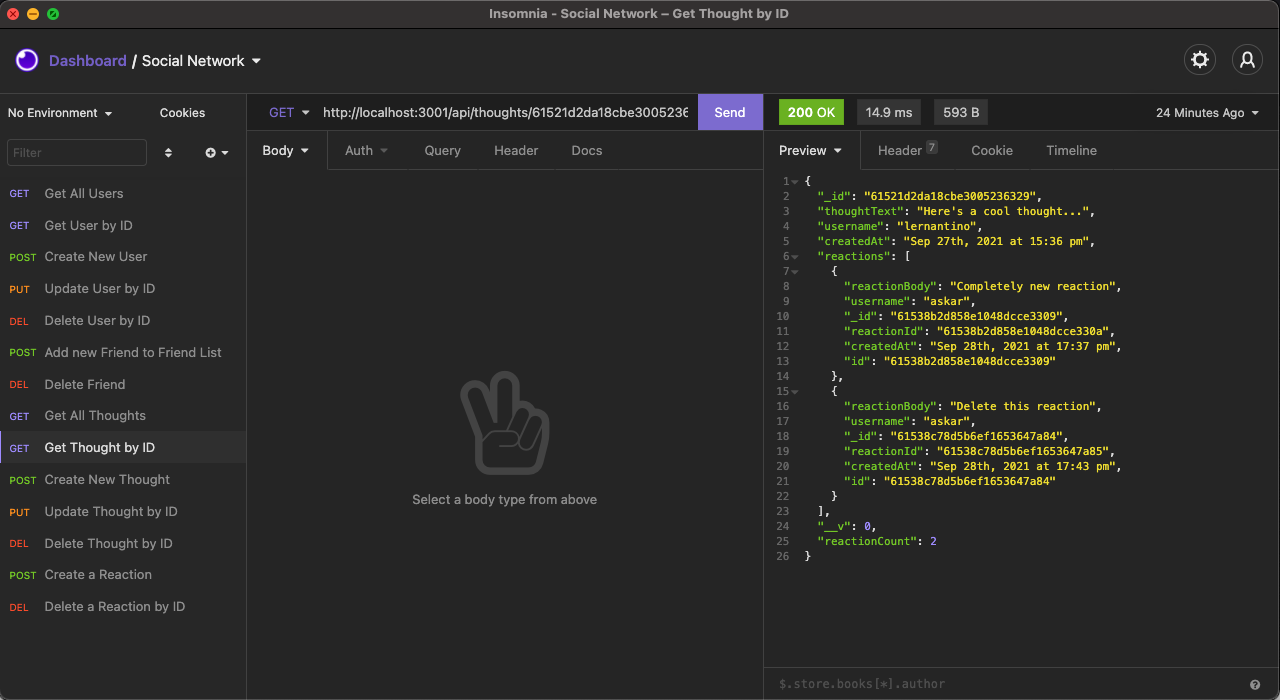 Insomnia - Social Network – Get Thought by ID
Dashboard / Social Network
No Environment
Cookies
Filter
GET Get All Users
GET Get User by ID
POST Create New User
PUT Update User by ID
DEL Delete User by ID
POST Add new Friend to Friend List
DEL Delete Friend
GET Get All Thoughts
GET Get Thought by ID
POST Create New Thought
PUT Update Thought by ID
DEL Delete Thought by ID
POST Create a Reaction
DEL Delete a Reaction by ID
GET http://localhost:3001/api/thoughts/61521d2da18cbe3005236 Send
Body Auth Query Header Docs
Select a body type from above
200 OK 14.9 ms 593 B 24 Minutes Ago
Preview Header 7 Cookie Timeline
1 {
2 "_id": "61521d2da18cbe3005236329",
3 "thoughtText": "Here's a cool thought...",
4 "username": "lernantino",
5 "createdAt": "Sep 27th, 2021 at 15:36 pm",
6 "reactions": [
7 {
8 "reactionBody": "Completely new reaction",
9 "username": "askar",
10 "_id": "61538b2d858e1048dcce3309",
11 "reactionId": "61538b2d858e1048dcce330a",
12 "createdAt": "Sep 28th, 2021 at 17:37 pm",
13 "id": "61538b2d858e1048dcce3309"
14 },
15 {
16 "reactionBody": "Delete this reaction",
17 "username": "askar",
18 "_id": "61538c78d5b6ef1653647a84",
19 "reactionId": "61538c78d5b6ef1653647a85",
20 "createdAt": "Sep 28th, 2021 at 17:43 pm",
21 "id": "61538c78d5b6ef1653647a84"
22 }
23 ],
24 "__v": 0,
25 "reactionCount": 2
26 }
$.store.books[*].author